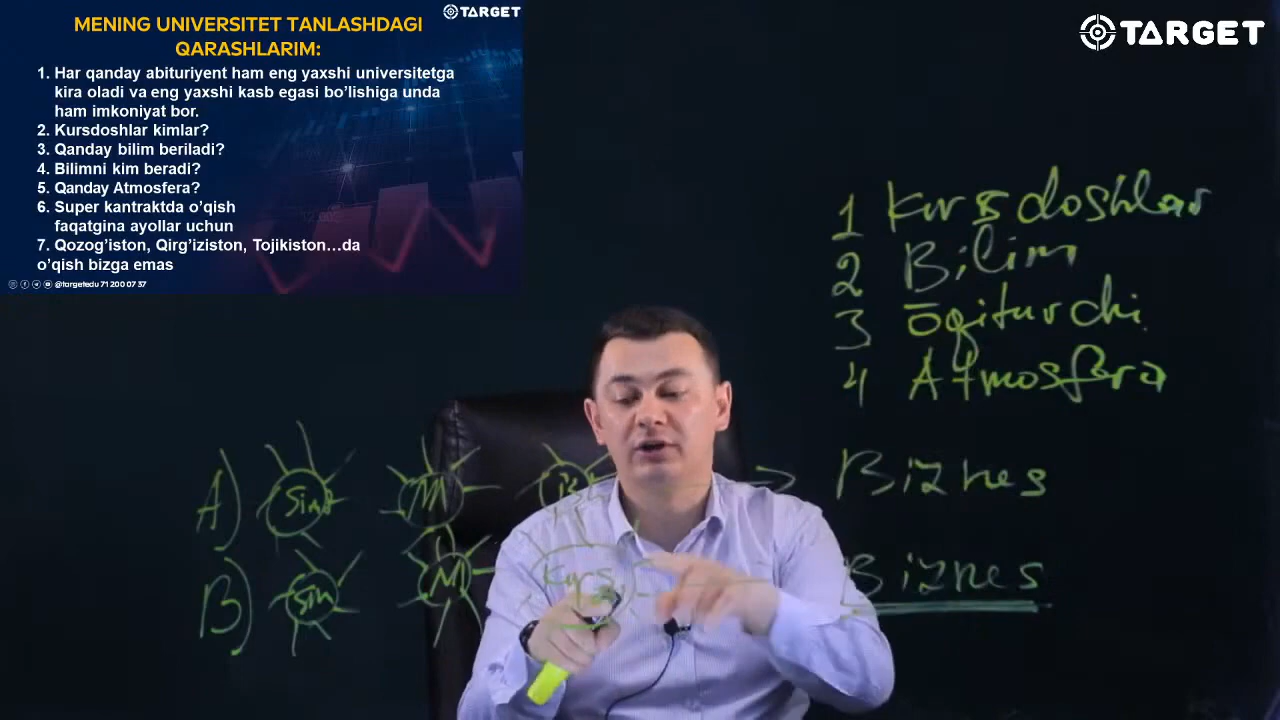 TARGET
MENING UNIVERSITET TANLASHDAGI
QARASHLARIM:
1. Har qanday abituriyent ham eng yaxshi universitetga
kira oladi va eng yaxshi kasb egasi bo'lishiga unda
ham imkoniyat bor.
2. Kursdoshlar kimlar?
3. Qanday bilim beriladi?
4. Bilimni kim beradi?
5. Qanday Atmosfera?
6. Super kantraktda o'qish
faqatgina ayollar uchun
7. Qozog'iston, Qirg'iziston, Tojikiston...da
o'qish bizga emas
@targetedu 71 200 07 37
TARGET
1 Kursdoshlar
2 Bilim
3 Ōqituvchi
4 Atmosfera
A) Sinf M Biznes
B) Sin M Kurs Biznes